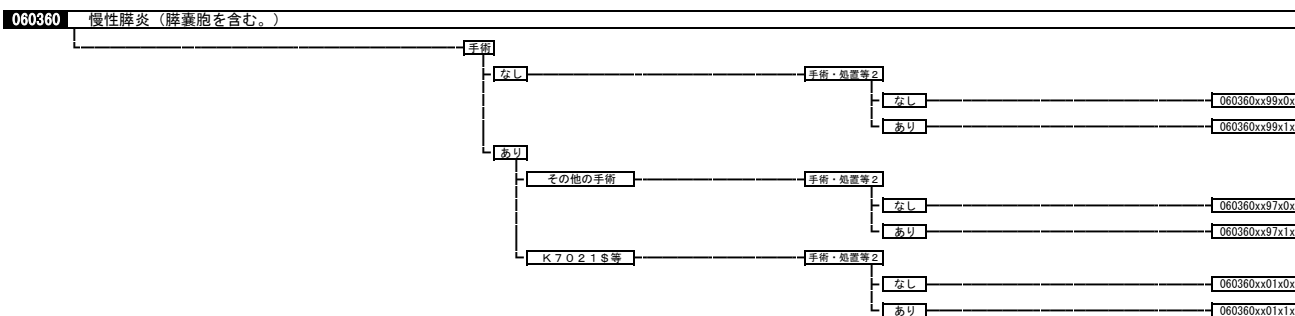 060360 慢性膵炎（膵嚢胞を含む。）
手術
なし 手術・処置等２
なし 060360xx99x0x
あり 060360xx99x1x
あり
その他の手術 手術・処置等２
なし 060360xx97x0x
あり 060360xx97x1x
Ｋ７０２１＄等 手術・処置等２
なし 060360xx01x0x
あり 060360xx01x1x